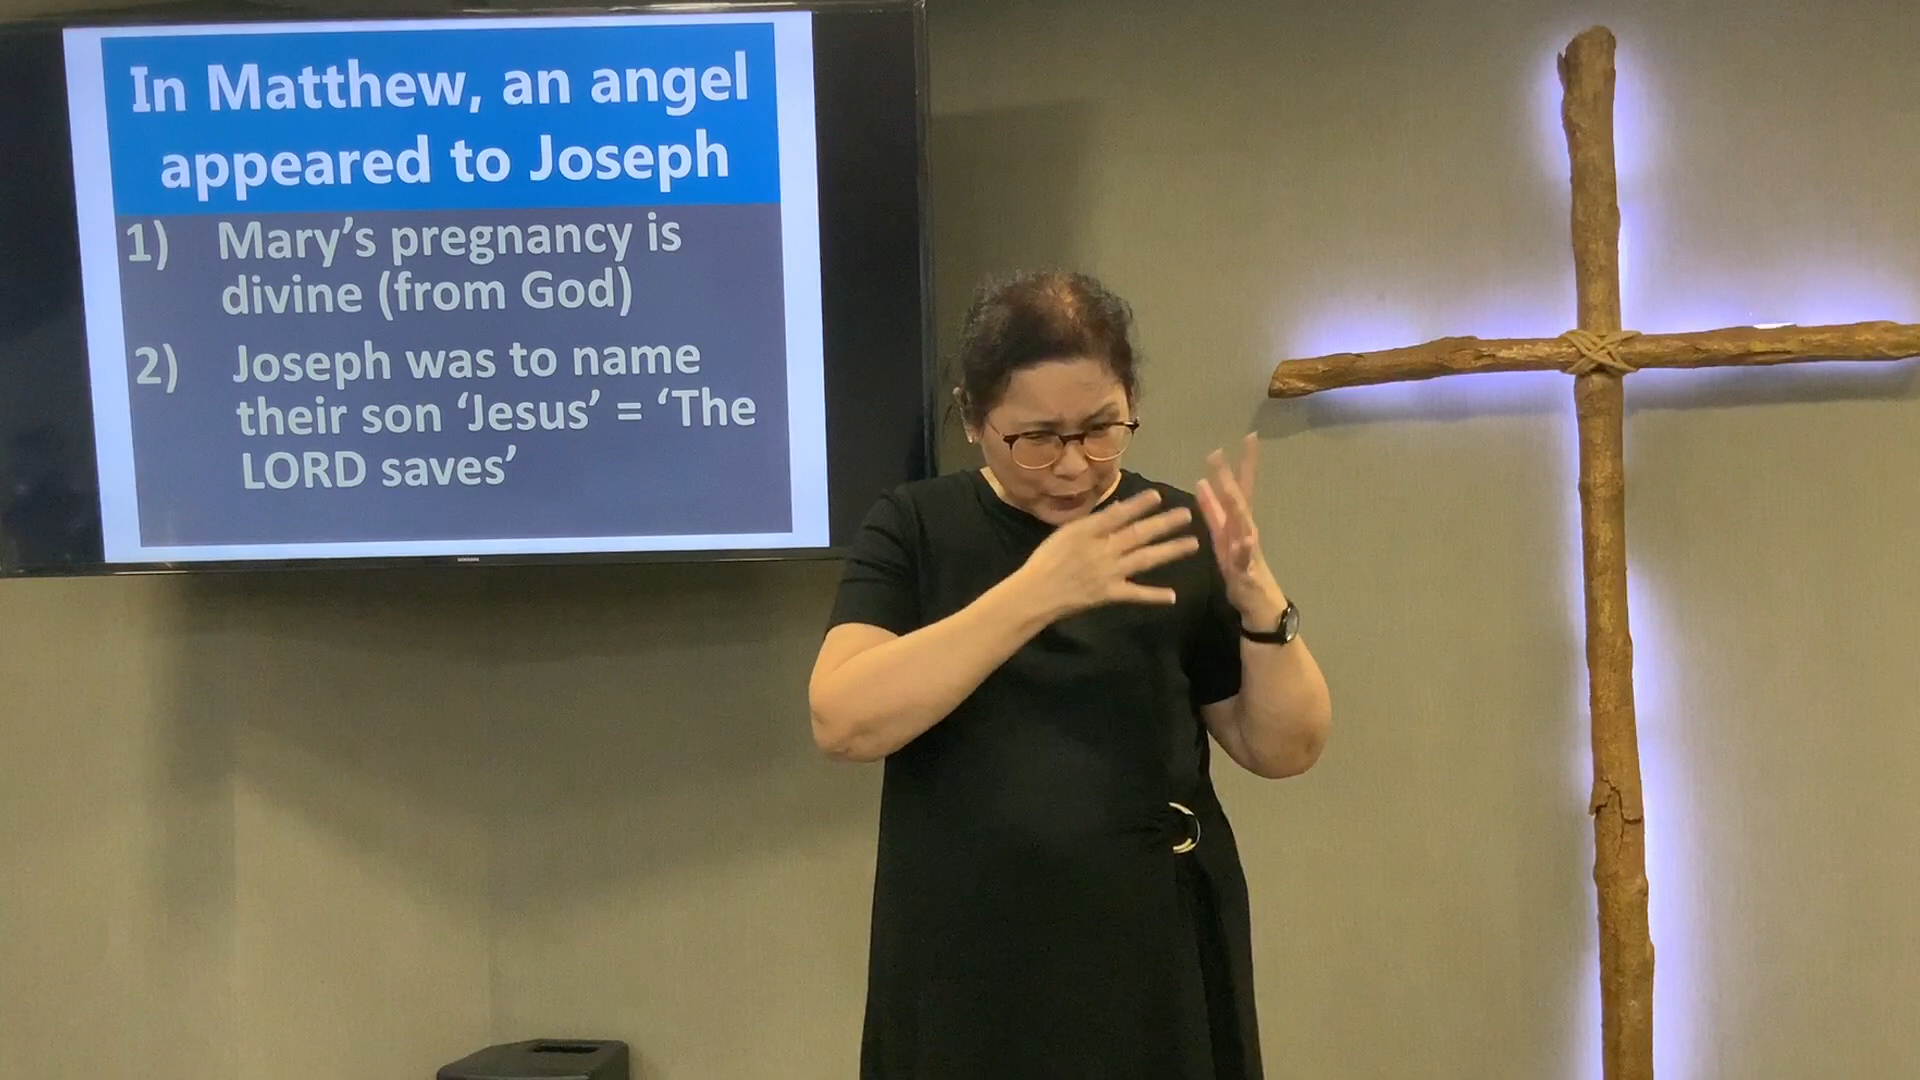 In Matthew, an angel
appeared to Joseph
1) Mary’s pregnancy is
divine (from God)
2) Joseph was to name
their son ‘Jesus’ = ‘The
LORD saves’